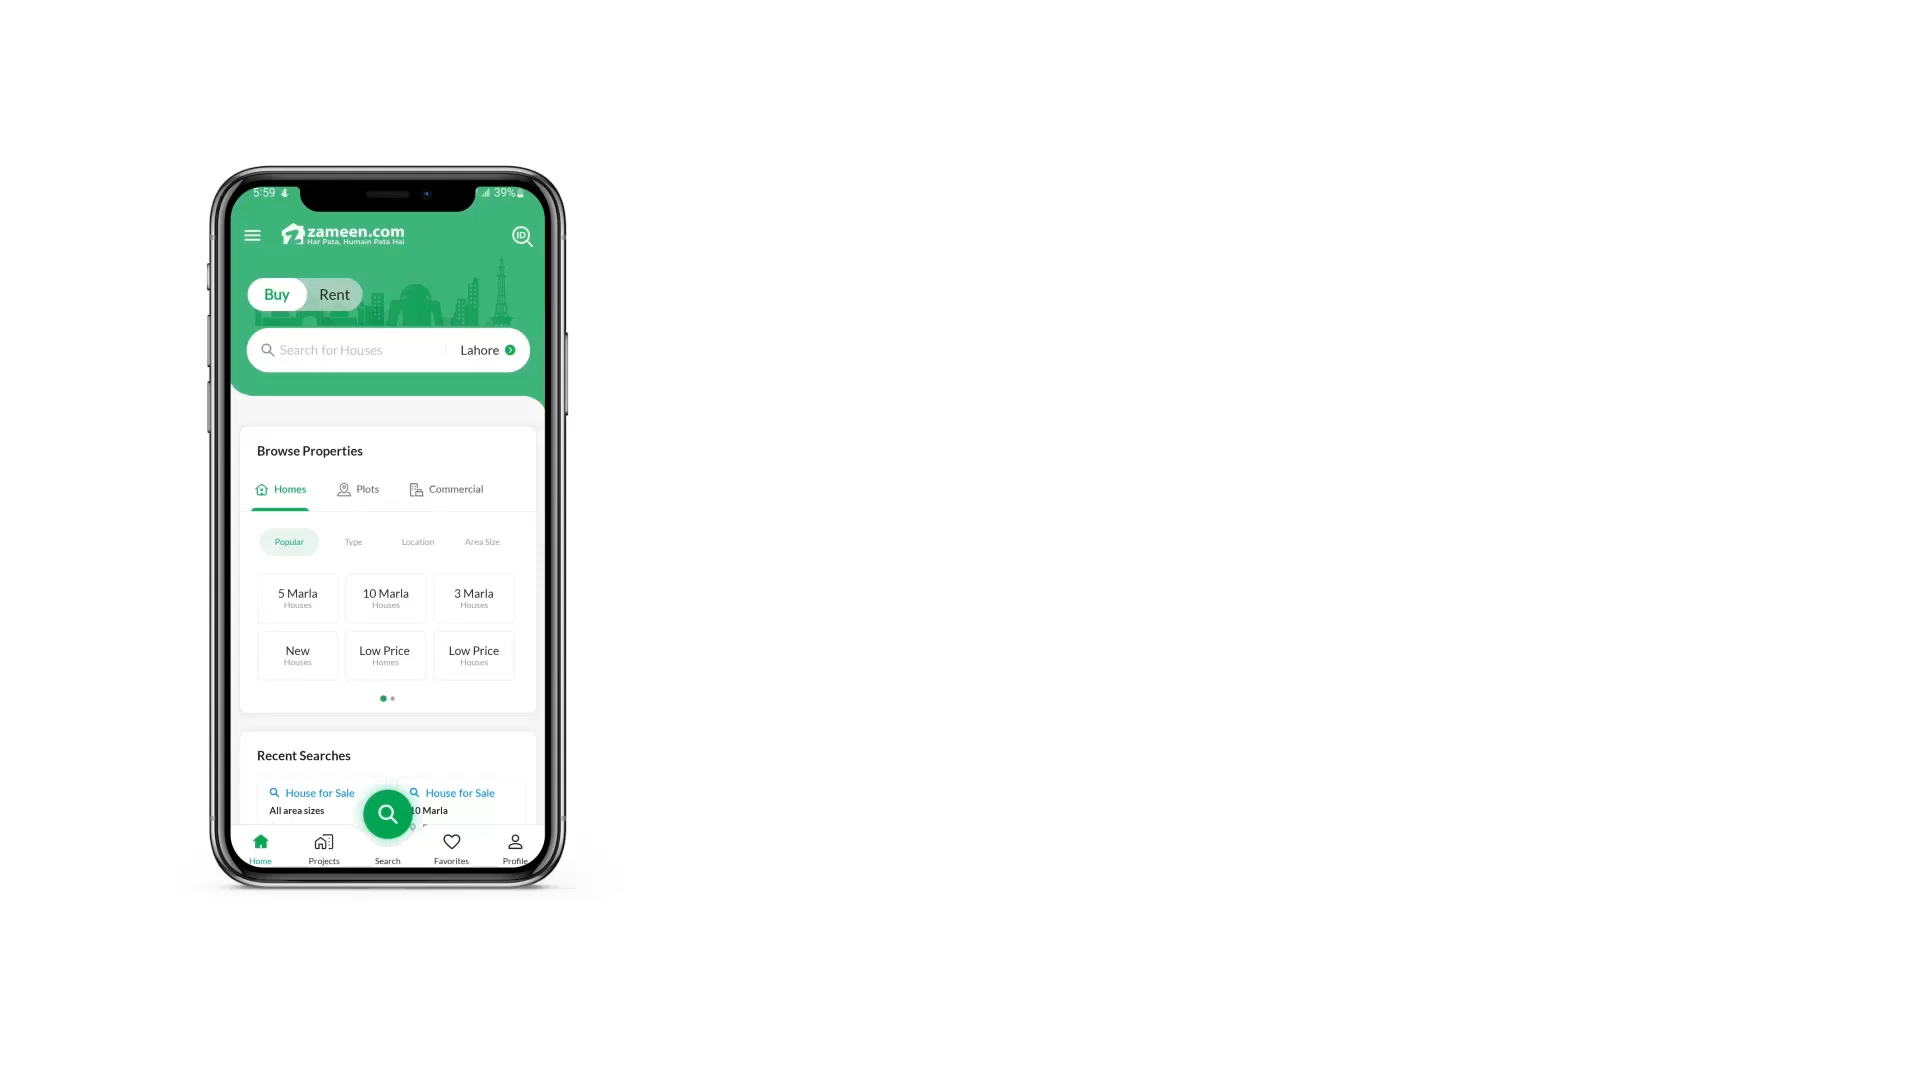 5:59
39%
zameen.com
Har Pata, Humain Pata Hai
ID
Buy
Rent
Search for Houses
Lahore
Browse Properties
Homes
Plots
Commercial
Popular
Type
Location
Area Size
5 Marla
Houses
10 Marla
Houses
3 Marla
Houses
New
Houses
Low Price
Homes
Low Price
Houses
Recent Searches
House for Sale
All area sizes
House for Sale
10 Marla
Home
Projects
Search
Favorites
Profile